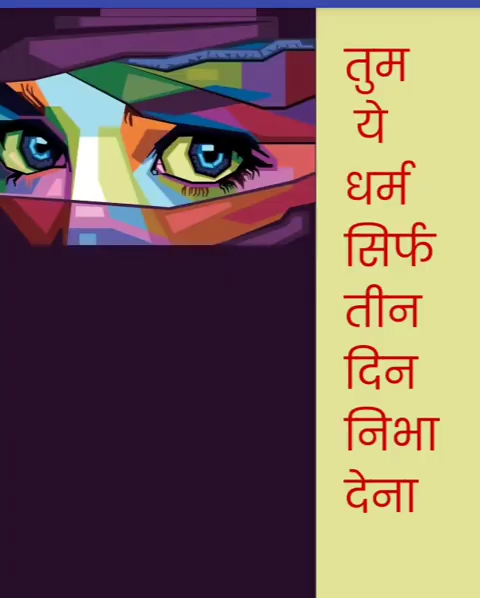 तुम
ये
धर्म
सिर्फ
तीन
दिन
निभा
देना